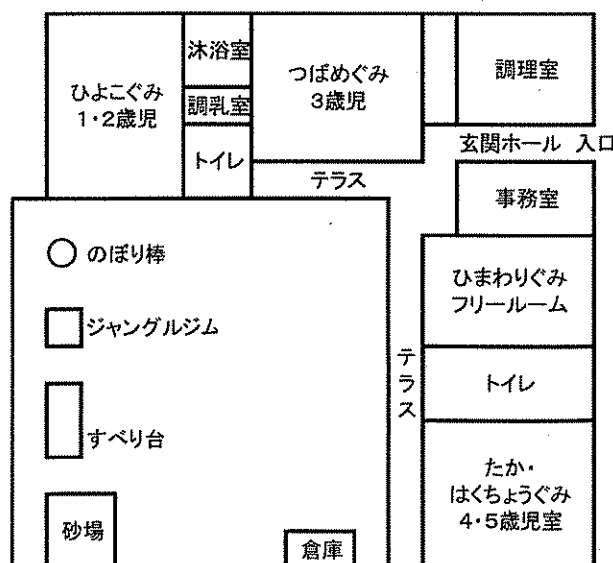 ひよこぐみ
1・2歳児
沐浴室
調乳室
トイレ
つばめぐみ
3歳児
調理室
玄関ホール 入口
テラス
事務室
のぼり棒
ジャングルジム
すべり台
砂場
倉庫
テラス
ひまわりぐみ
フリールーム
トイレ
たか・
はくちょうぐみ
4・5歳児室